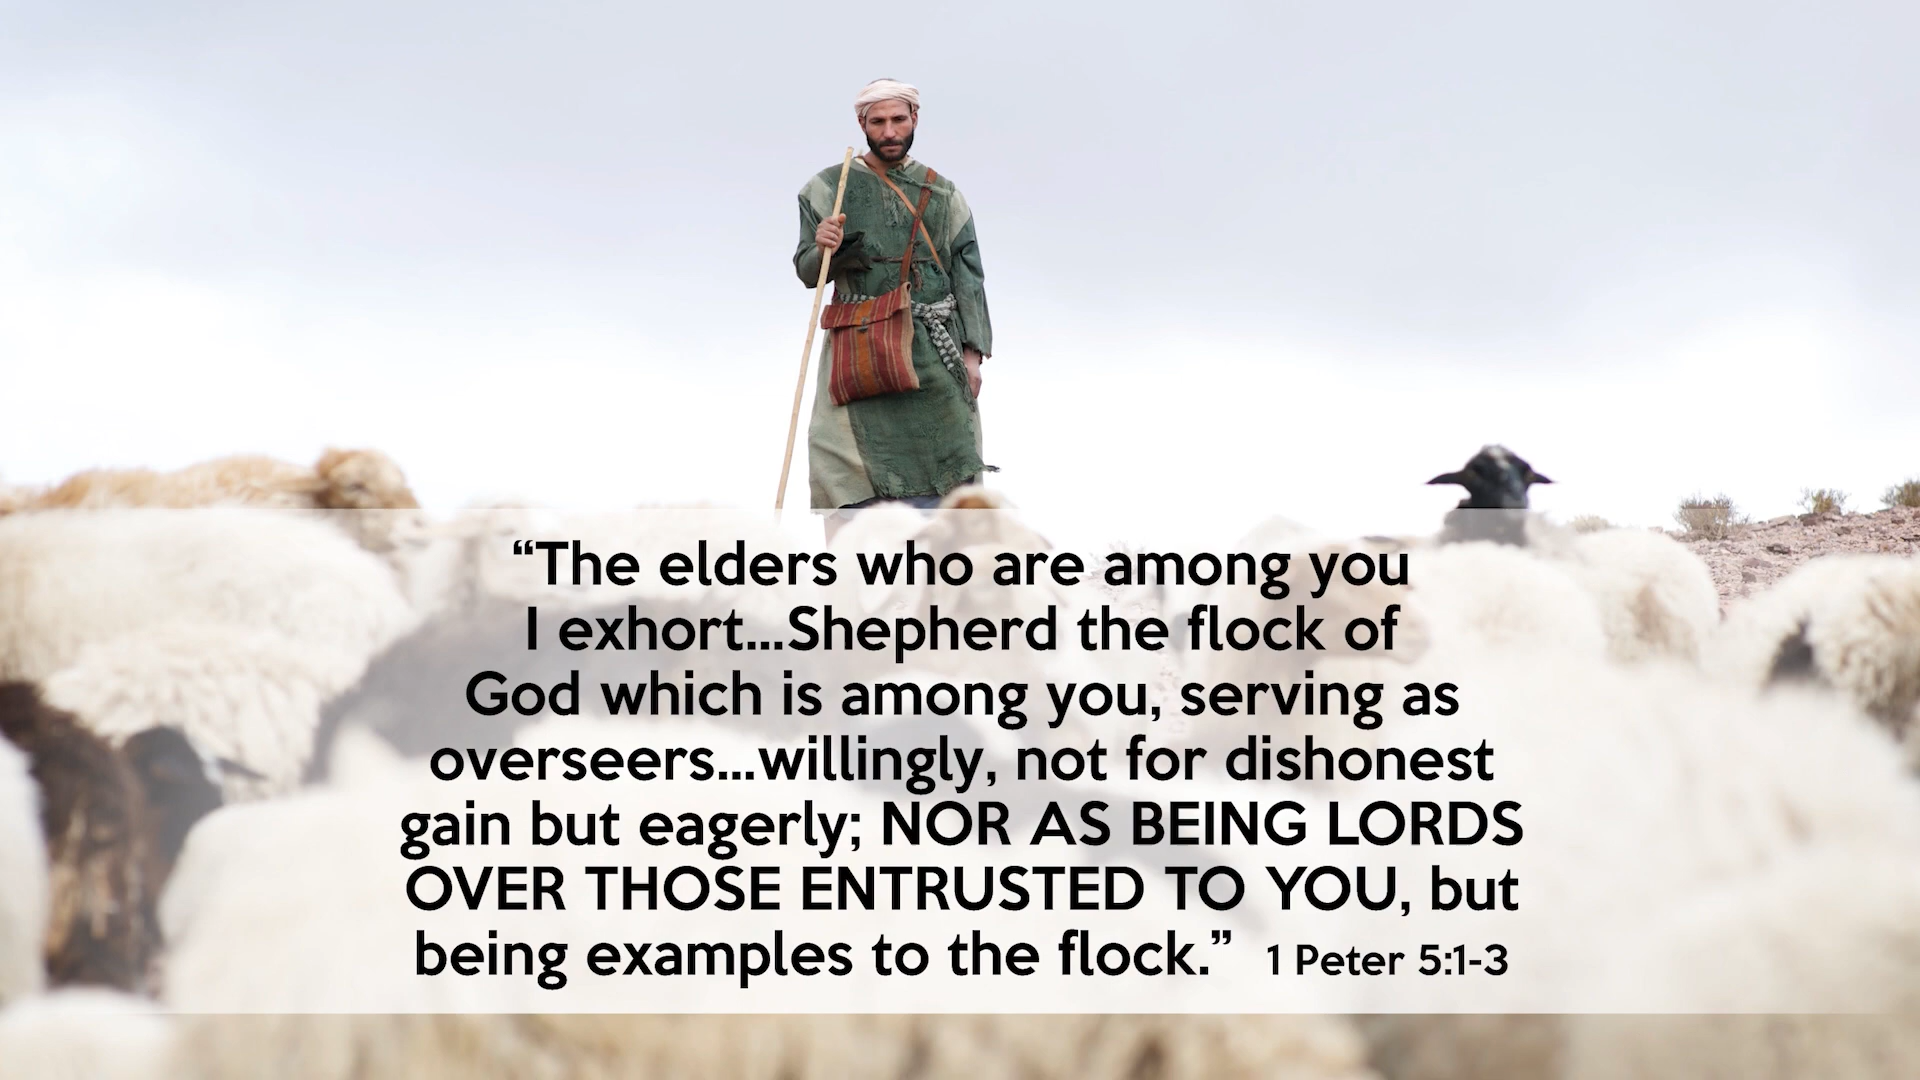 “The elders who are among you
I exhort...Shepherd the flock of
God which is among you, serving as
overseers...willingly, not for dishonest
gain but eagerly; NOR AS BEING LORDS
OVER THOSE ENTRUSTED TO YOU, but
being examples to the flock.” 1 Peter 5:1-3